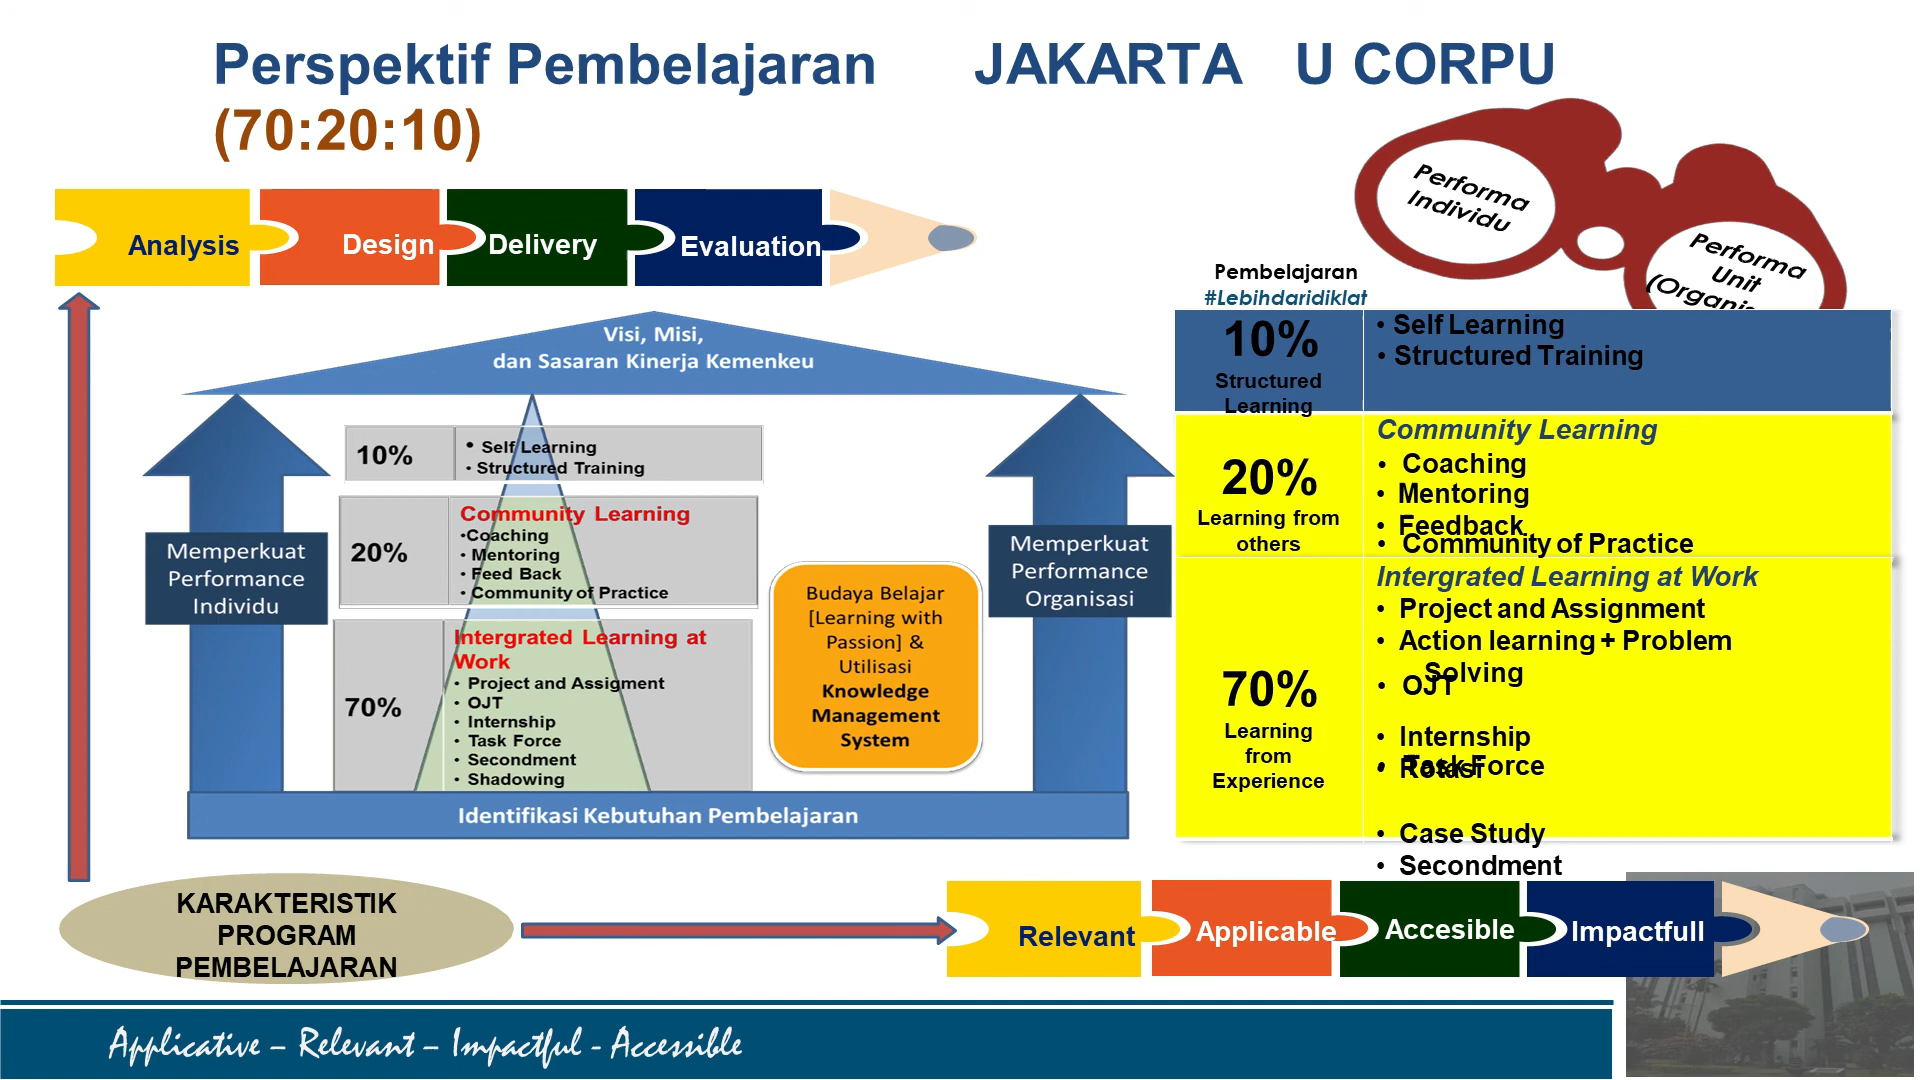 Perspektif Pembelajaran JAKARTA U CORPU
(70:20:10)
Analysis Design Delivery Evaluation
Performa
Individu
Performa
Unit
Pembelajaran
#Lebihdaridiklat
Visi, Misi,
dan Sasaran Kinerja Kemenkeu
10%
• Self Learning
• Structured Training
20%
Community Learning
•Coaching
• Mentoring
• Feed Back
• Community of Practice
70%
Intergrated Learning at
Work
• Project and Assigment
• OJT
• Internship
• Task Force
• Secondment
• Shadowing
Memperkuat
Performance
Individu
Budaya Belajar
[Learning with
Passion] &
Utilisasi
Knowledge
Management
System
Memperkuat
Performance
Organisasi
Identifikasi Kebutuhan Pembelajaran
10%
Structured
Learning
• Self Learning
• Structured Training
20%
Learning from
others
Community Learning
• Coaching
• Mentoring
• Feedback
• Community of Practice
70%
Learning
from
Experience
Intergrated Learning at Work
• Project and Assignment
• Action learning + Problem
Solving
• OJT
• Internship
• Task Force
• Rotasi
• Case Study
• Secondment
KARAKTERISTIK
PROGRAM
PEMBELAJARAN
Relevant Applicable Accesible Impactfull
Applicative – Relevant – Impactful - Accessible